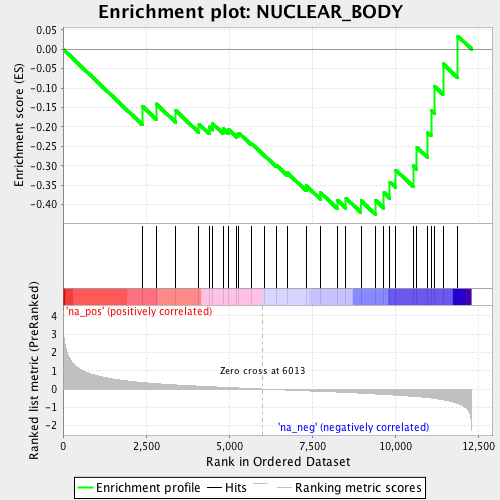 Enrichment plot: NUCLEAR_BODY
Enrichment score (ES)
0.05
0.00
-0.05
-0.10
-0.15
-0.20
-0.25
-0.30
-0.35
-0.40
'na_pos' (positively correlated)
Ranked list metric (PreRanked)
4
3
2
1
0
-1
-2
Zero cross at 6013
'na_neg' (negatively correlated)
0 2,500 5,000 7,500 10,000 12,500
Rank in Ordered Dataset
Enrichment profile Hits Ranking metric scores